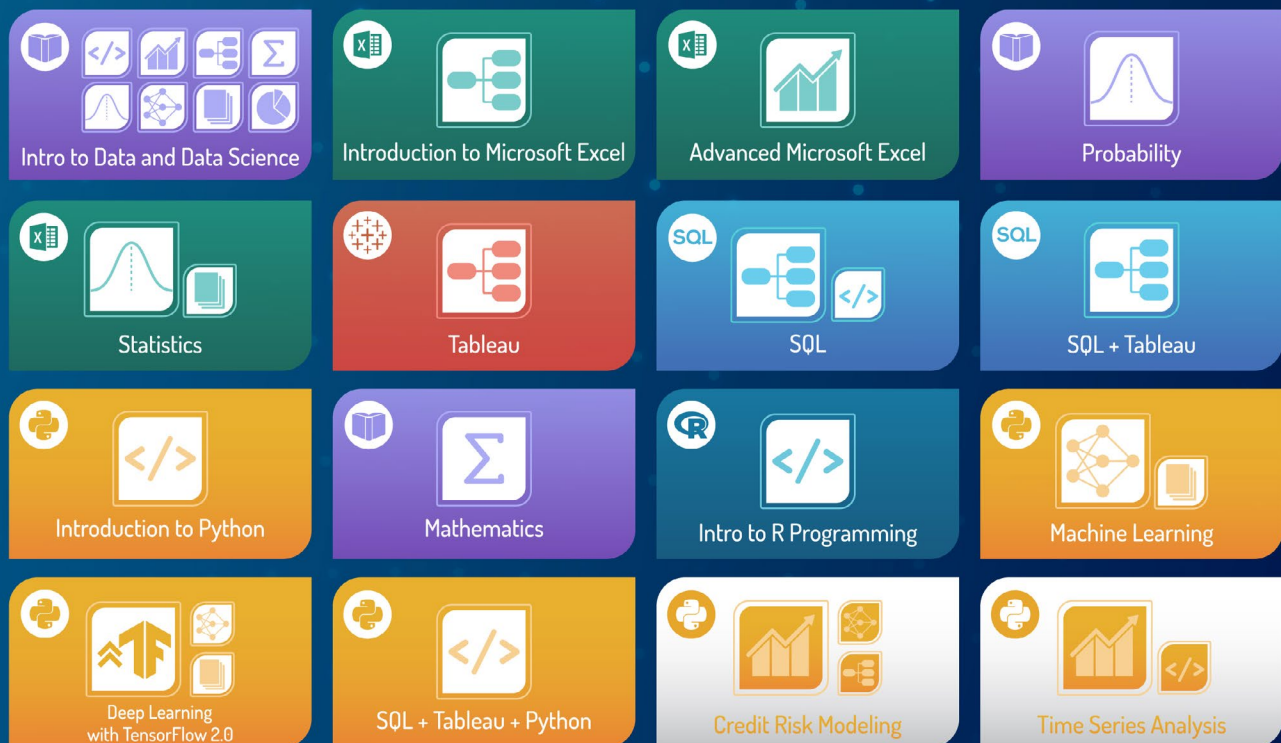 Intro to Data and Data Science
Introduction to Microsoft Excel
Advanced Microsoft Excel
Probability
Statistics
Tableau
SQL
SQL
SQL
SQL + Tableau
Introduction to Python
Mathematics
Intro to R Programming
Machine Learning
Deep Learning
with TensorFlow 2.0
SQL + Tableau + Python
Credit Risk Modeling
Time Series Analysis